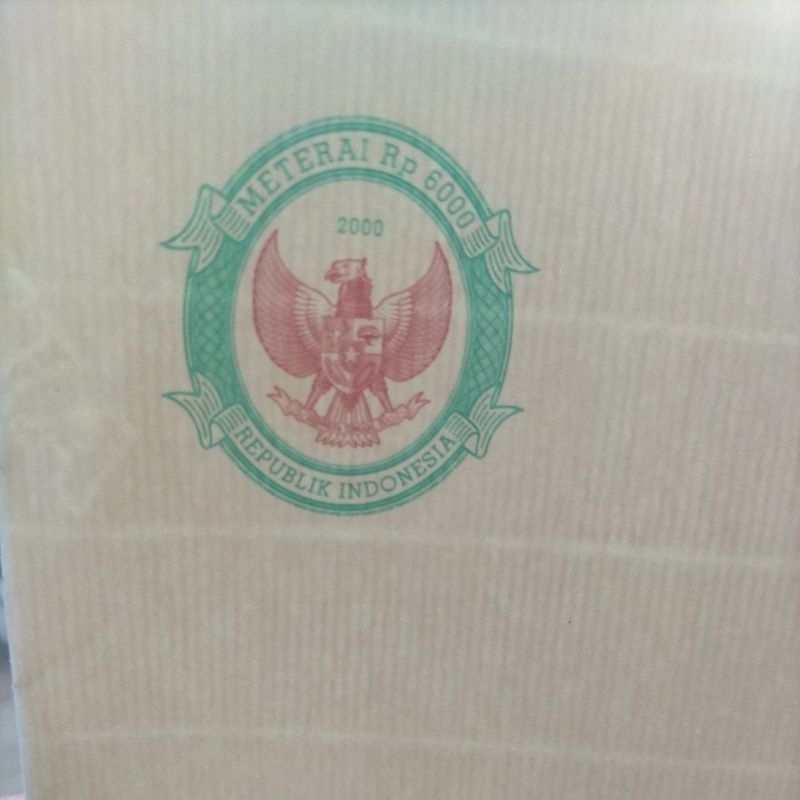 METERAI Rp 6000
2000
REPUBLIK INDONESIA